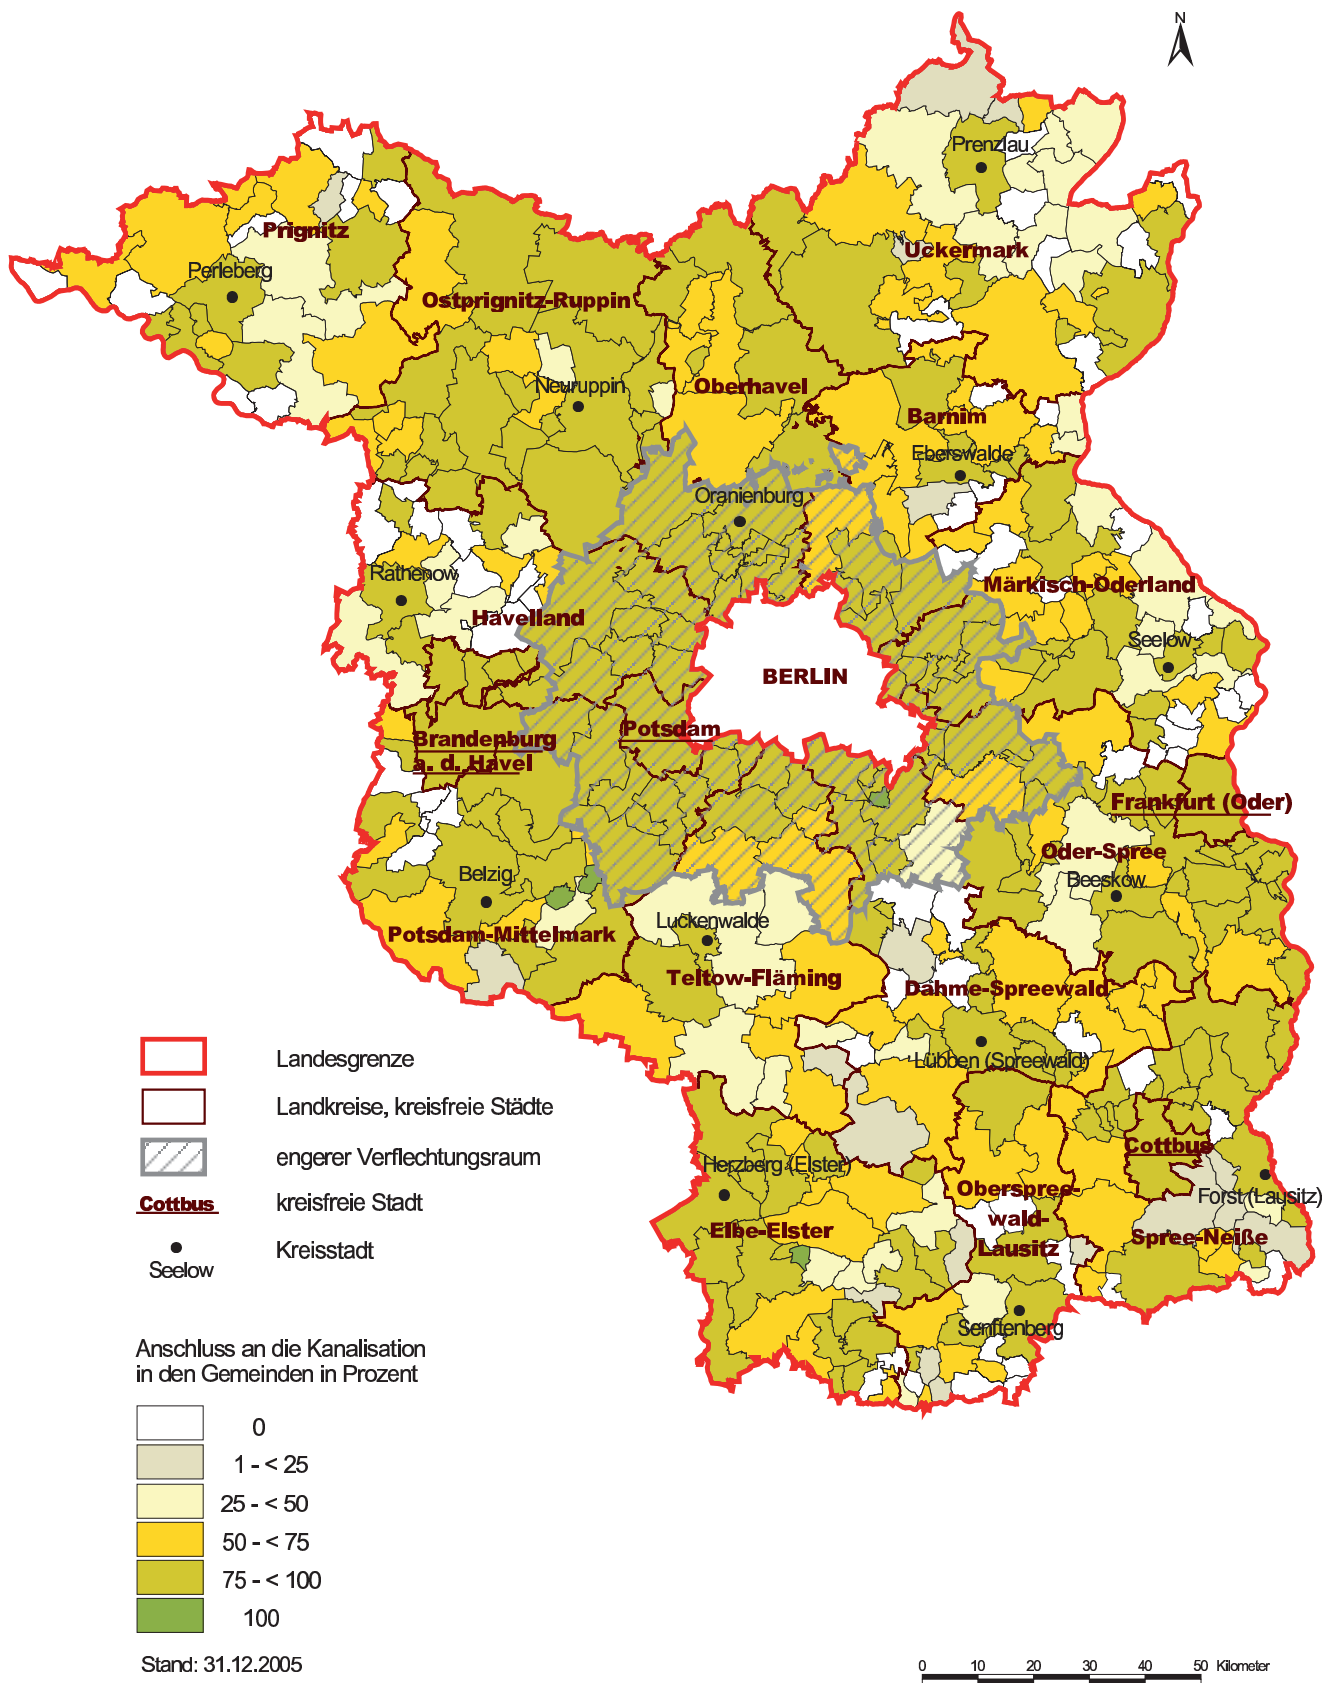 N
Prenzlau
Prignitz
Uckermark
Perleberg
Ostprignitz-Ruppin
Neuruppin
Oberhavel
Barnim
Eberswalde
Oranienburg
Rathenow
Märkisch-Oderland
Havelland
Seelow
BERLIN
Potsdam
Brandenburg
a. d. Havel
Frankfurt (Oder)
Oder-Spree
Belzig
Beeskow
Luckenwalde
Potsdam-Mittelmark
Teltow-Fläming
Dahme-Spreewald
Lübben (Spreewald)
Cottbus
Herzberg (Elster)
Forst (Lausitz)
Oberspree-
wald-
Lausitz
Elbe-Elster
Spree-Neiße
Senftenberg
Landesgrenze
Landkreise, kreisfreie Städte
engerer Verflechtungsraum
Cottbus kreisfreie Stadt
Kreisstadt
Seelow
Anschluss an die Kanalisation
in den Gemeinden in Prozent
0
1 - < 25
25 - < 50
50 - < 75
75 - < 100
100
Stand: 31.12.2005
0 10 20 30 40 50 Kilometer